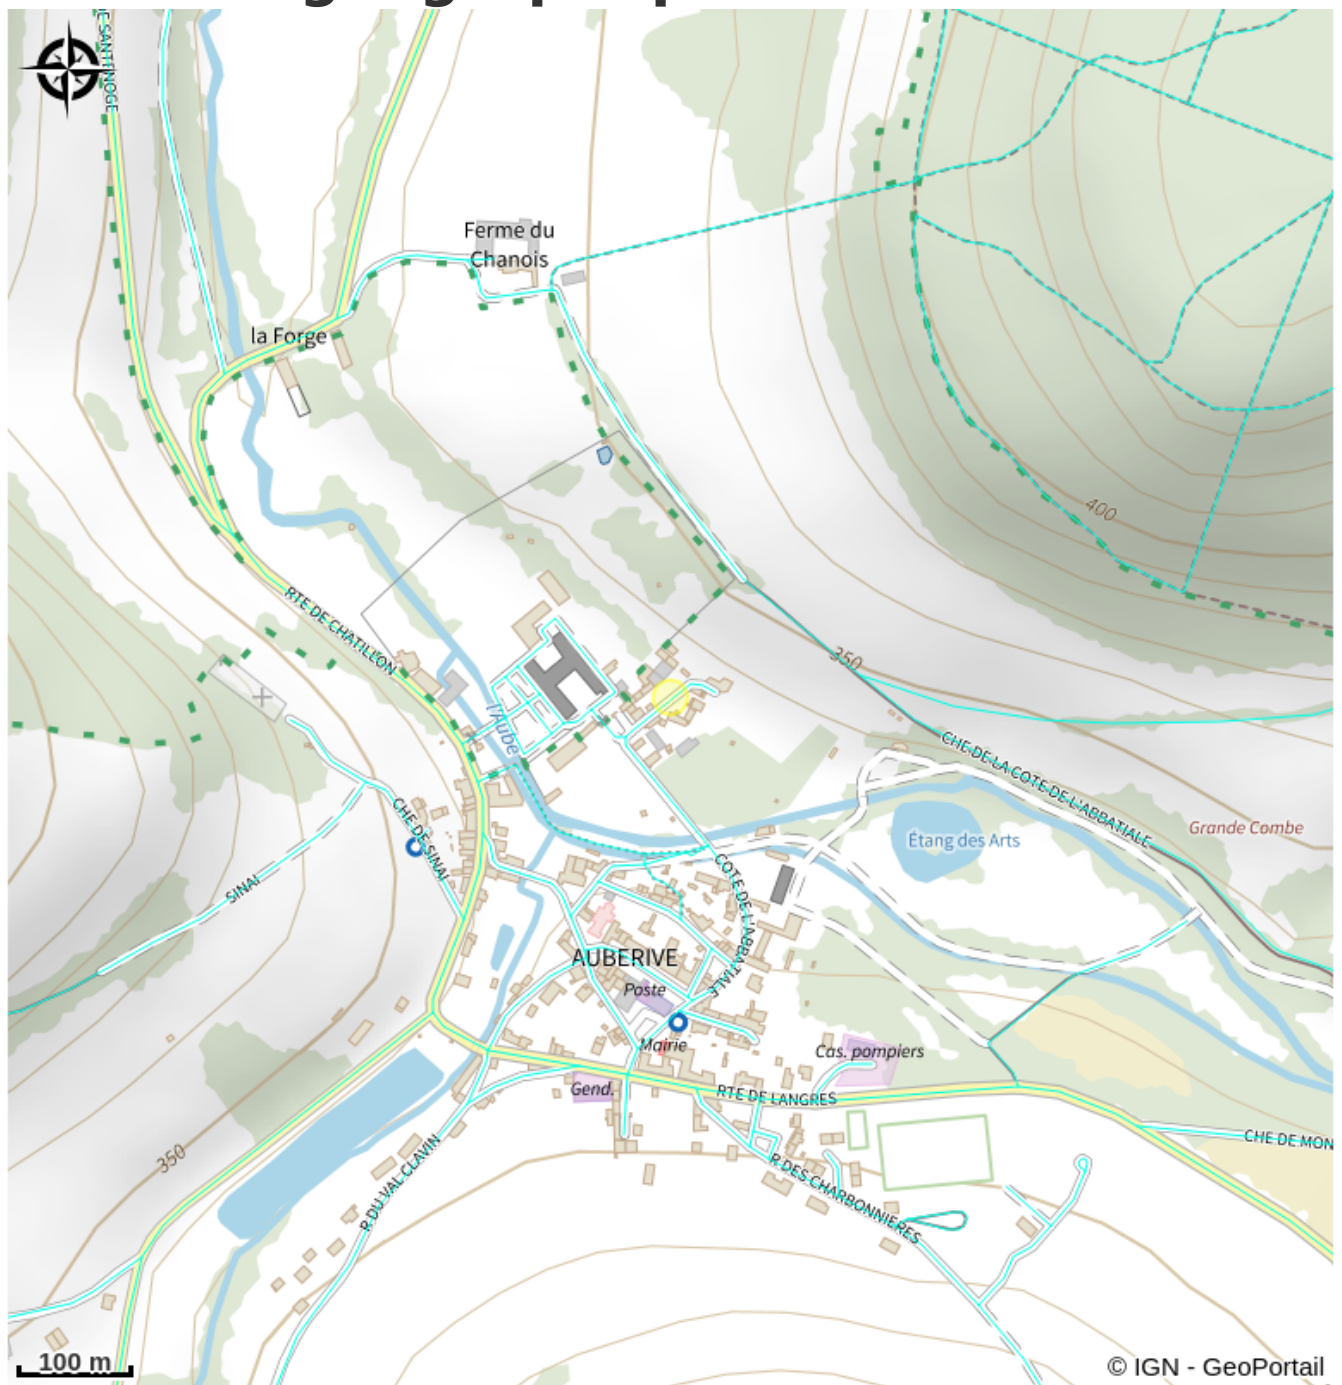 E SANTENOGE
Ferme du
Chanois
la Forge
400
RTE DE CHATILLON
350
l'Aube
CHE DE LA COTE DE L'ABBATIALE
Grande Combe
Étang des Arts
CHE DE SINAI
SINAI
COTE DE L'ABBATIALE
AUBERIVE
Poste
Mairie
Cas. pompiers
Gend.
RTE DE LANGRES
CHE DE MON
350
R DU VAL CLAVIN
R DES CHARBONNIERES
100 m
© IGN - GeoPortail